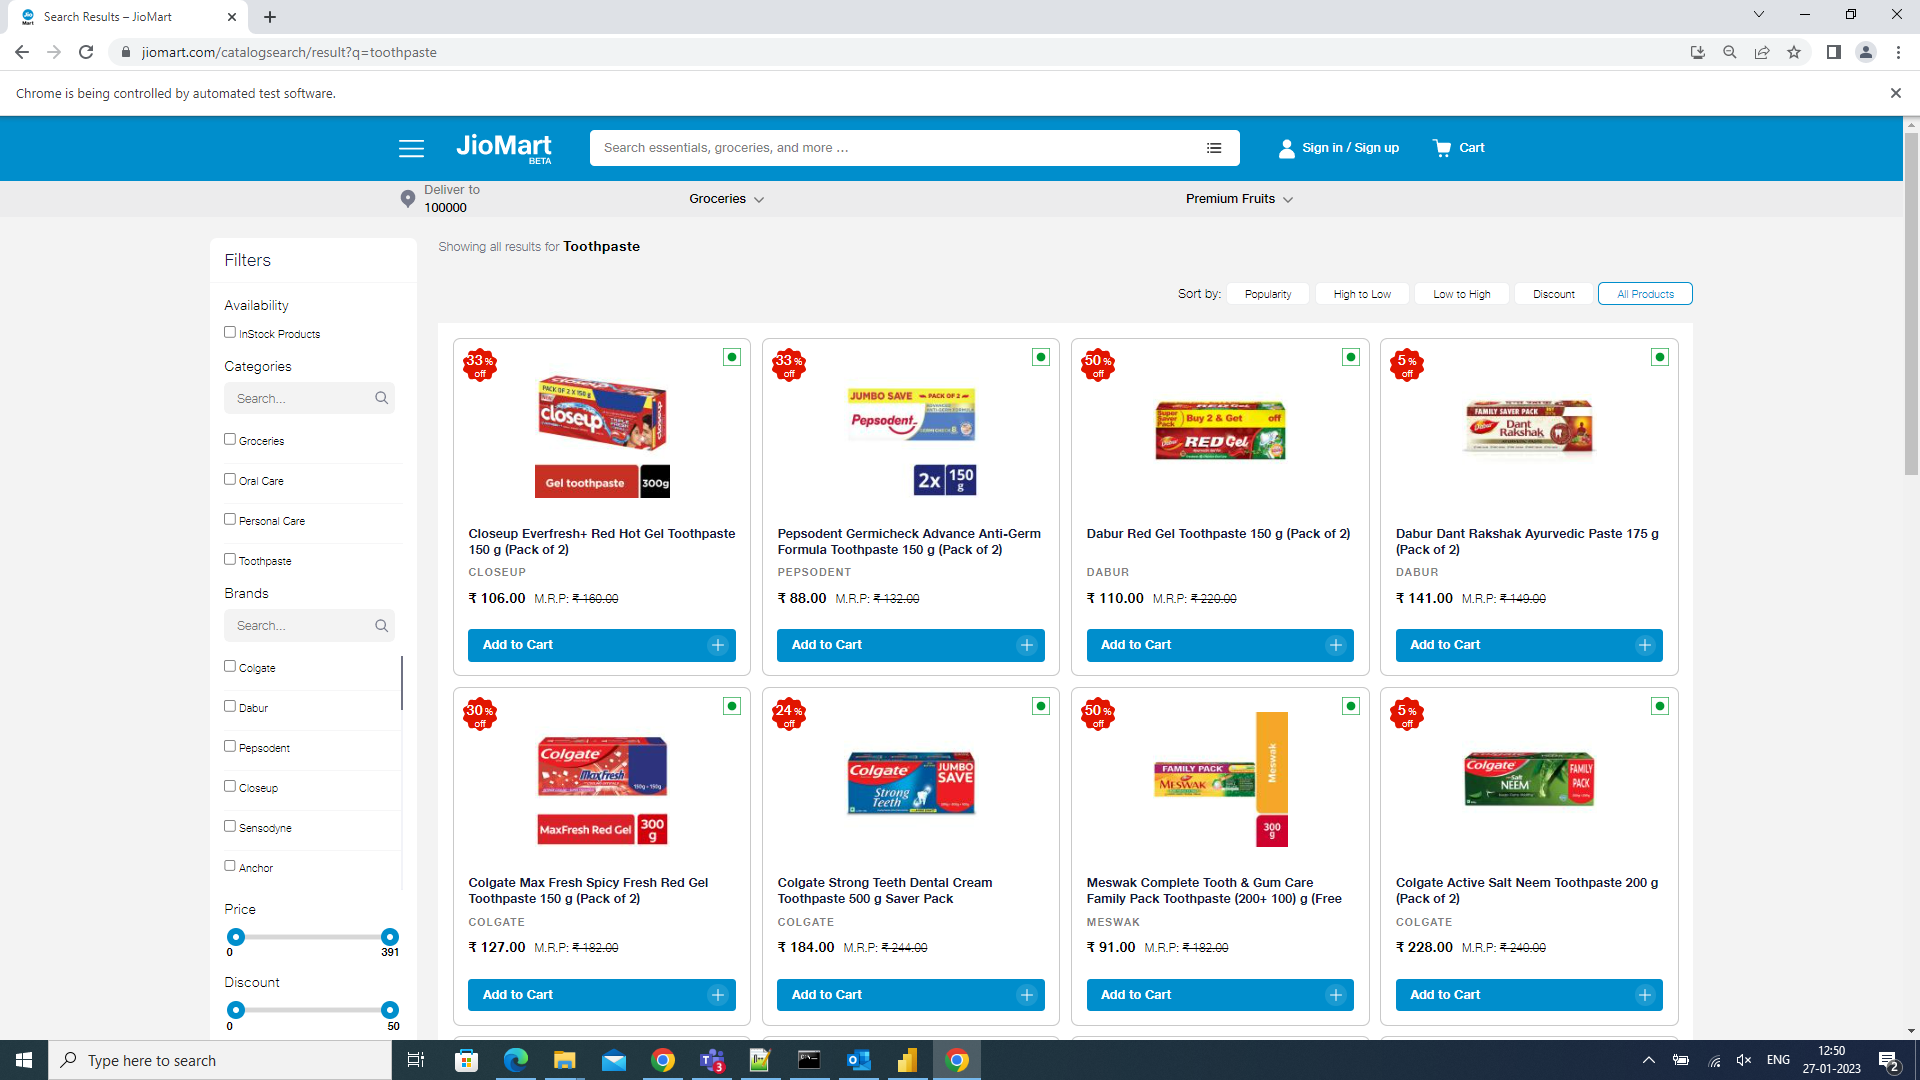 Search Results – JioMart
jiomart.com/catalogsearch/result?q=toothpaste
Chrome is being controlled by automated test software.
JioMart
BETA
Search essentials, groceries, and more ...
Sign in / Sign up
Cart
Deliver to
100000
Groceries
Premium Fruits
Filters
Availability
InStock Products
Categories
Search...
Groceries
Oral Care
Personal Care
Toothpaste
Brands
Search...
Colgate
Dabur
Pepsodent
Closeup
Sensodyne
Anchor
Price
0 391
Discount
0 50
Showing all results for Toothpaste
Sort by: Popularity High to Low Low to High Discount All Products
33 %
off
PACK OF 2 X 150 g
closeup
Gel toothpaste 300g
Closeup Everfresh+ Red Hot Gel Toothpaste
150 g (Pack of 2)
CLOSEUP
₹ 106.00 M.R.P: ₹ 160.00
Add to Cart
33 %
off
JUMBO SAVE PACK OF 2
Pepsodent
2x 150 g
Pepsodent Germicheck Advance Anti-Germ
Formula Toothpaste 150 g (Pack of 2)
PEPSODENT
₹ 88.00 M.R.P: ₹ 132.00
Add to Cart
50 %
off
Super Saver Pack
Buy 2 & Get off
RED Gel
Dabur Red Gel Toothpaste 150 g (Pack of 2)
DABUR
₹ 110.00 M.R.P: ₹ 220.00
Add to Cart
5 %
off
FAMILY SAVER PACK
Dabur
Dant
Rakshak
Dabur Dant Rakshak Ayurvedic Paste 175 g
(Pack of 2)
DABUR
₹ 141.00 M.R.P: ₹ 149.00
Add to Cart
30 %
off
Colgate
MaxFresh
150g+150g
MaxFresh Red Gel 300 g
Colgate Max Fresh Spicy Fresh Red Gel
Toothpaste 150 g (Pack of 2)
COLGATE
₹ 127.00 M.R.P: ₹ 182.00
Add to Cart
24 %
off
Colgate
JUMBO
SAVE
Strong
Teeth
Colgate Strong Teeth Dental Cream
Toothpaste 500 g Saver Pack
COLGATE
₹ 184.00 M.R.P: ₹ 244.00
Add to Cart
50 %
off
FAMILY PACK
MESWAK
Meswak
300
g
Meswak Complete Tooth & Gum Care
Family Pack Toothpaste (200+ 100) g (Free
MESWAK
₹ 91.00 M.R.P: ₹ 182.00
Add to Cart
5 %
off
Colgate
Salt
NEEM
FAMILY
PACK
Colgate Active Salt Neem Toothpaste 200 g
(Pack of 2)
COLGATE
₹ 228.00 M.R.P: ₹ 240.00
Add to Cart
Type here to search
3
ENG
12:50
27-01-2023
2